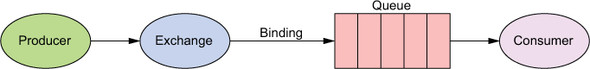 Queue
Producer
Exchange
Binding
Consumer